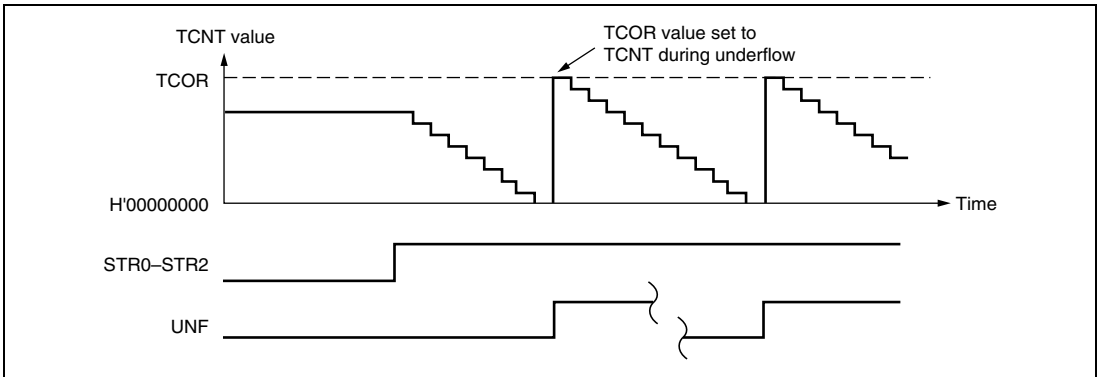 TCNT value
TCOR value set to
TCNT during underflow
TCOR
H'00000000
Time
STR0–STR2
UNF